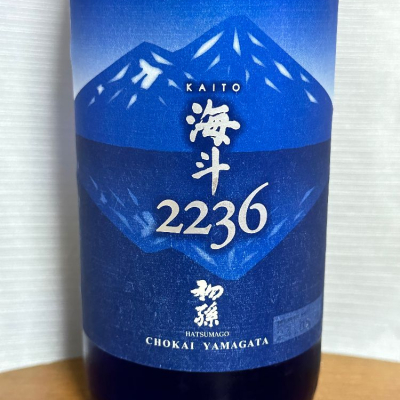 KAITO
海斗
2236
初孫
HATSUMAGO
CHOKAI YAMAGATA